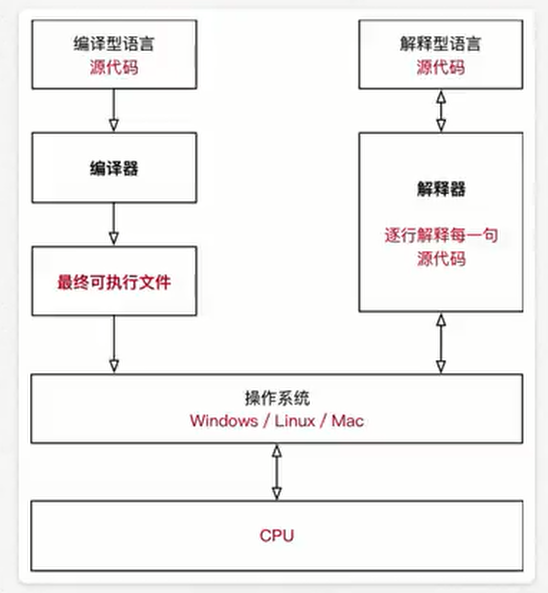 编译型语言
源代码
编译器
最终可执行文件
解释型语言
源代码
解释器
逐行解释每一句
源代码
操作系统
Windows / Linux / Mac
CPU